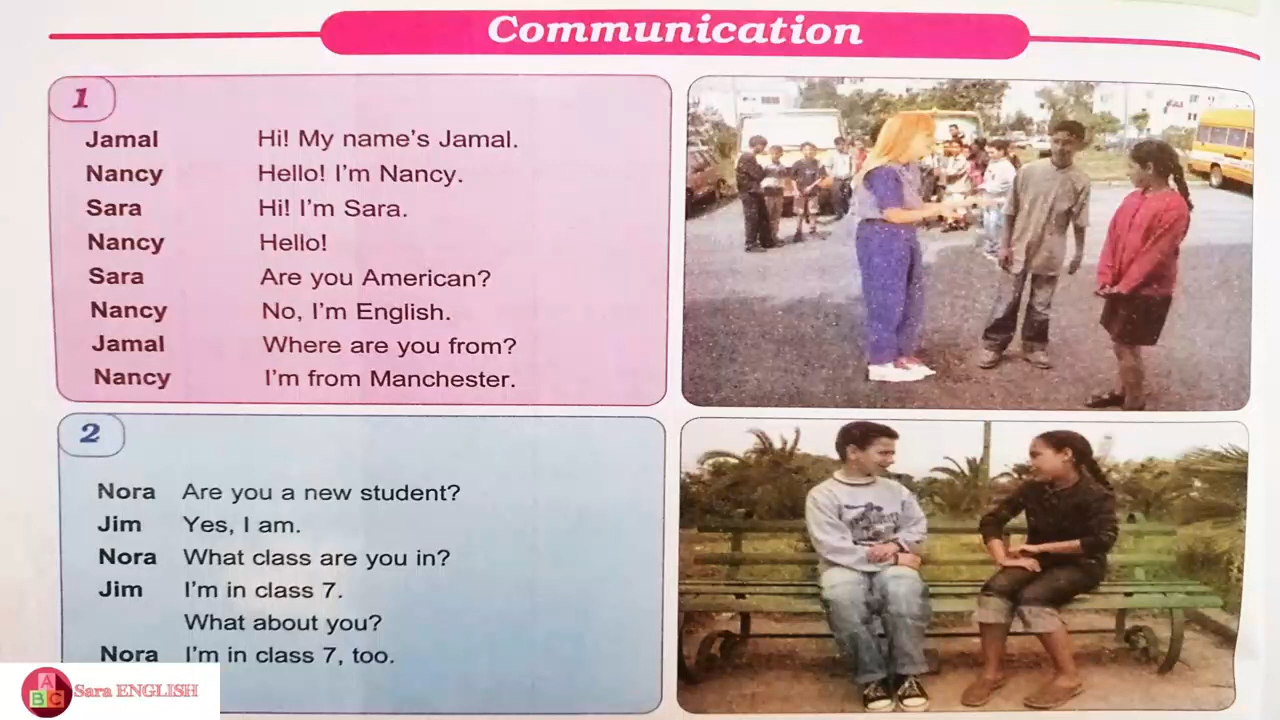 Communication
1
Jamal Hi! My name's Jamal.
Nancy Hello! I'm Nancy.
Sara Hi! I'm Sara.
Nancy Hello!
Sara Are you American?
Nancy No, I'm English.
Jamal Where are you from?
Nancy I'm from Manchester.
2
Nora Are you a new student?
Jim Yes, I am.
Nora What class are you in?
Jim I'm in class 7.
What about you?
Nora I'm in class 7, too.
A
B C
Sara ENGLISH